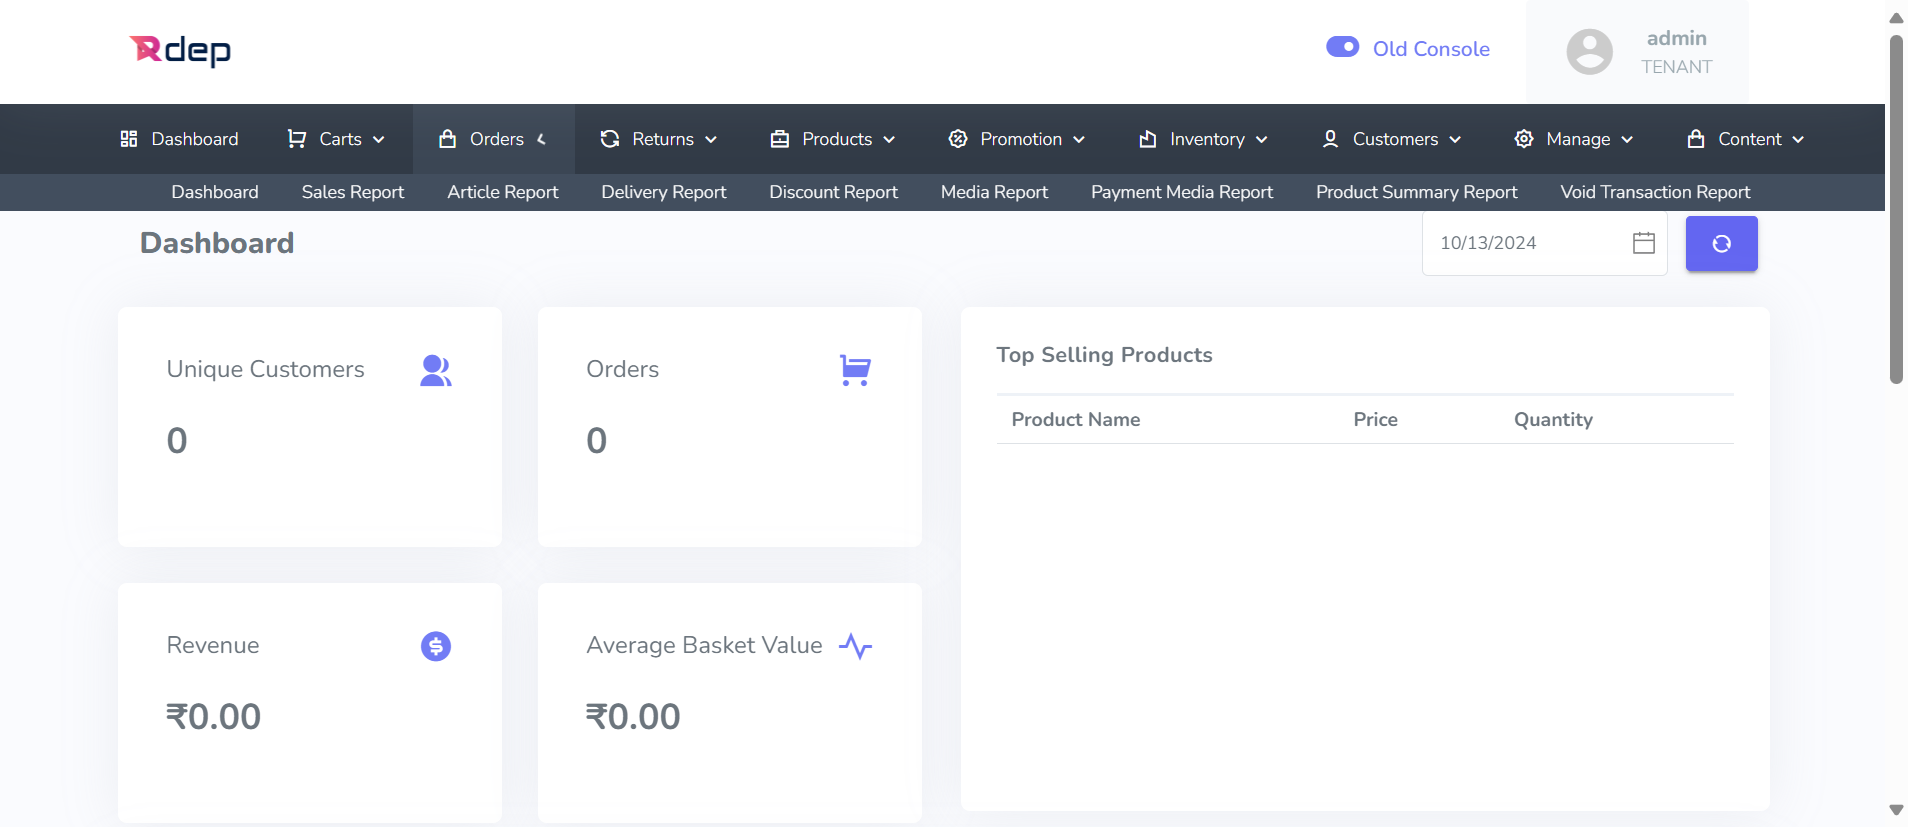 Rdep
Old Console
admin
TENANT
Dashboard Carts Orders Returns Products Promotion Inventory Customers Manage Content
Dashboard Sales Report Article Report Delivery Report Discount Report Media Report Payment Media Report Product Summary Report Void Transaction Report
Dashboard
10/13/2024
Unique Customers
0
Orders
0
Top Selling Products
Product Name Price Quantity
Revenue
₹0.00
Average Basket Value
₹0.00